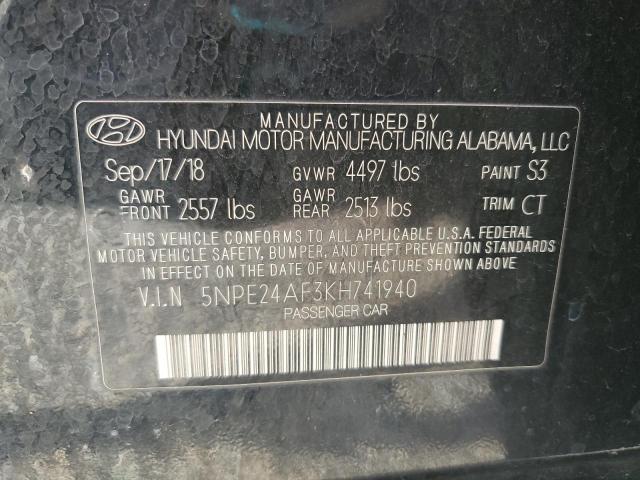 MANUFACTURED BY
HYUNDAI MOTOR MANUFACTURING ALABAMA, LLC
Sep/17/18 GVWR 4497 lbs PAINT S3
GAWR FRONT 2557 lbs GAWR REAR 2513 lbs TRIM CT
THIS VEHICLE CONFORMS TO ALL APPLICABLE U.S.A. FEDERAL
MOTOR VEHICLE SAFETY, BUMPER, AND THEFT PREVENTION STANDARDS
IN EFFECT ON THE DATE OF MANUFACTURE SHOWN ABOVE
V.I.N 5NPE24AF3KH741940
PASSENGER CAR